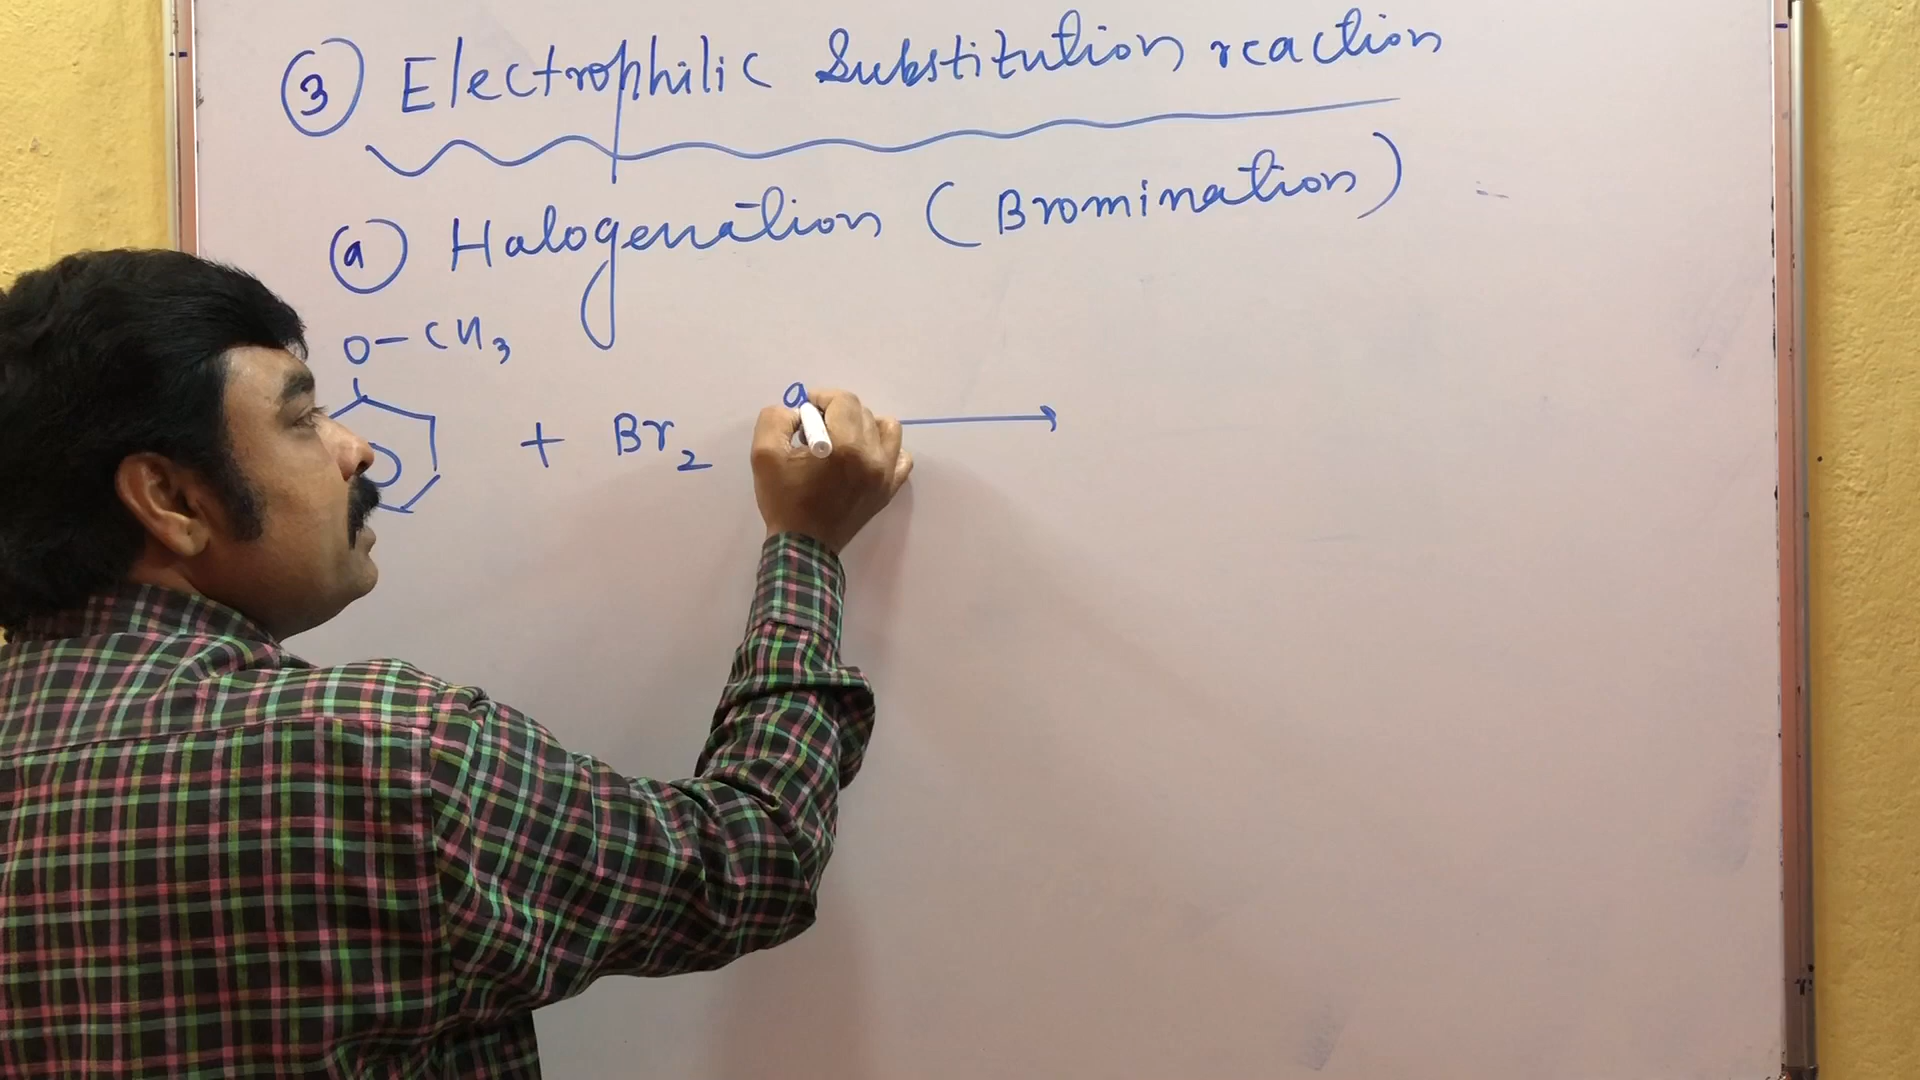 ③ Electrophilic Substitution reaction
ⓐ Halogenation (Bromination)
O-CH3
+ Br2 a